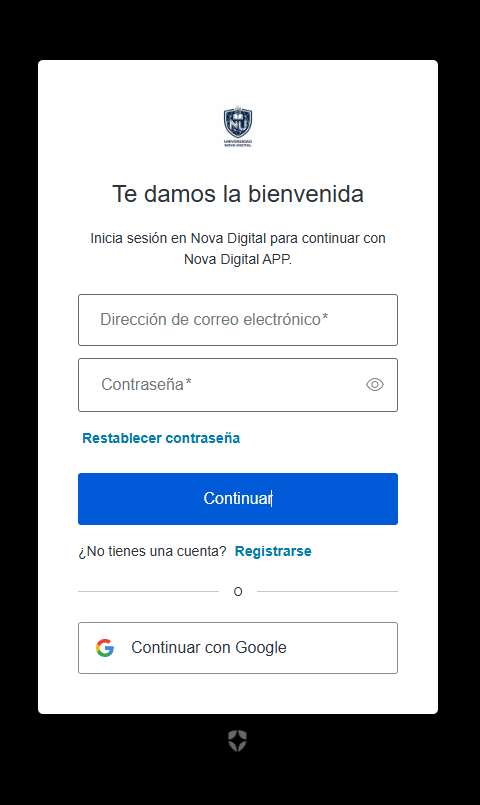 NU
UNIVERSIDAD
NOVA DIGITAL
Te damos la bienvenida
Inicia sesión en Nova Digital para continuar con
Nova Digital APP.
Dirección de correo electrónico*
Contraseña*
Restablecer contraseña
Continuar
¿No tienes una cuenta? Registrarse
O
Continuar con Google